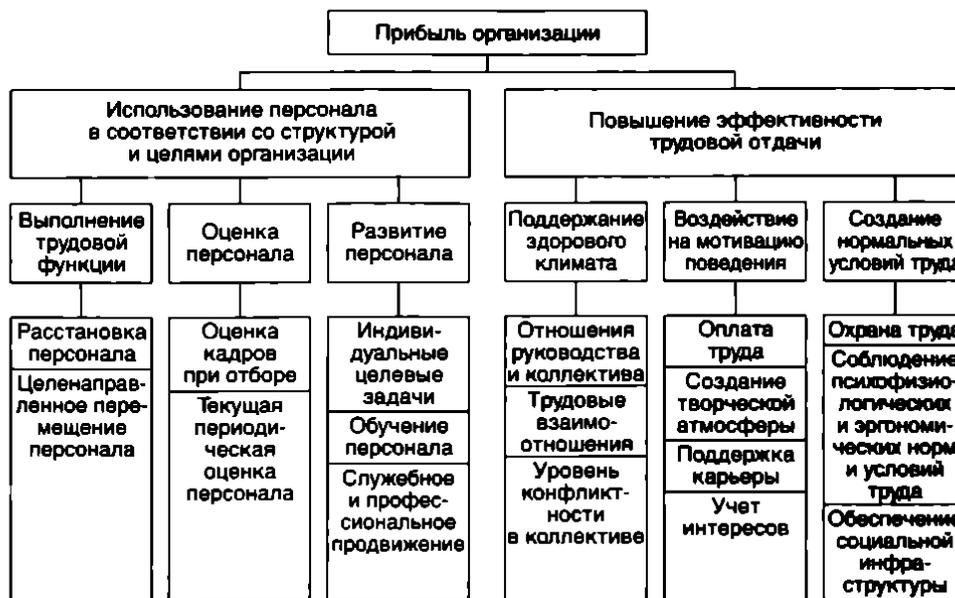 Прибыль организации
Использование персонала
в соответствии со структурой
и целями организации
Повышение эффективности
трудовой отдачи
Выполнение
трудовой
функции
Оценка
персонала
Развитие
персонала
Поддержание
здорового
климата
Воздействие
на мотивацию
поведения
Создание
нормальных
условий труда
Расстановка
персонала
Целенаправ-
ленное пере-
мещение
персонала
Оценка
кадров
при отборе
Текущая
периоди-
ческая
оценка
персонала
Индиви-
дуальные
целевые
задачи
Обучение
персонала
Служебное
и профес-
сиональное
продвижение
Отношения
руководства
и коллектива
Трудовые
взаимо-
отношения
Уровень
конфликт-
ности
в коллективе
Оплата
труда
Создание
творческой
атмосферы
Поддержка
карьеры
Учет
интересов
Охрана труда
Соблюдение
психофизио-
логических
и эргономи-
ческих норм
и условий
труда
Обеспечение
социальной
инфра-
структуры